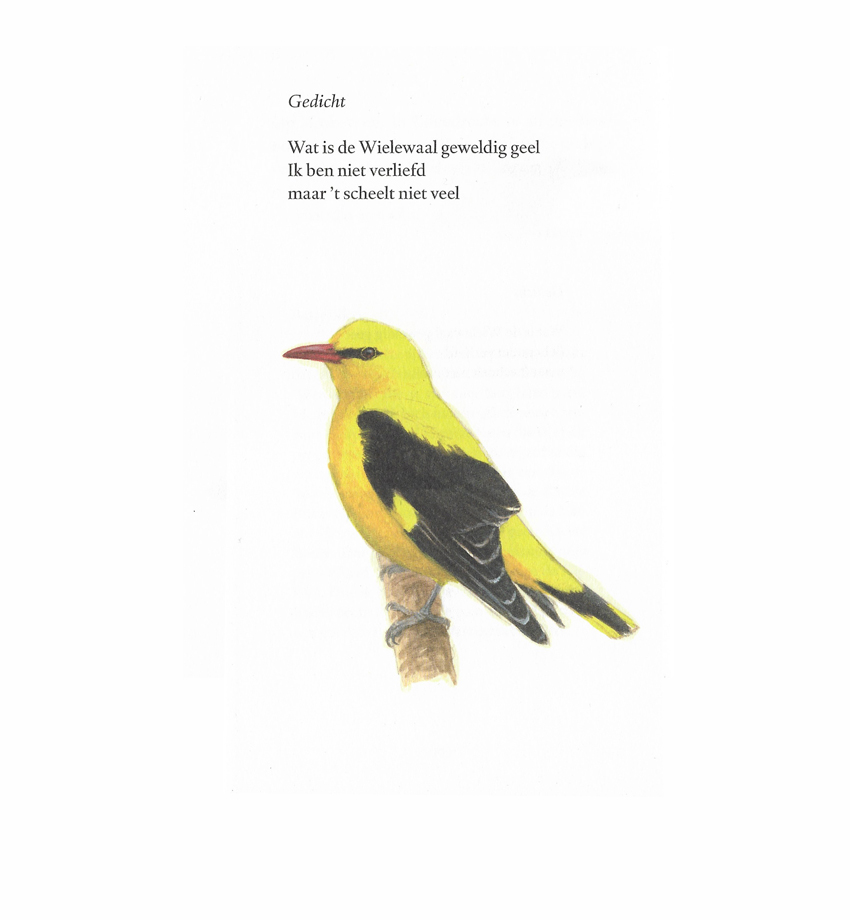 Gedicht
Wat is de Wielewaal geweldig geel
Ik ben niet verliefd
maar ’t scheelt niet veel